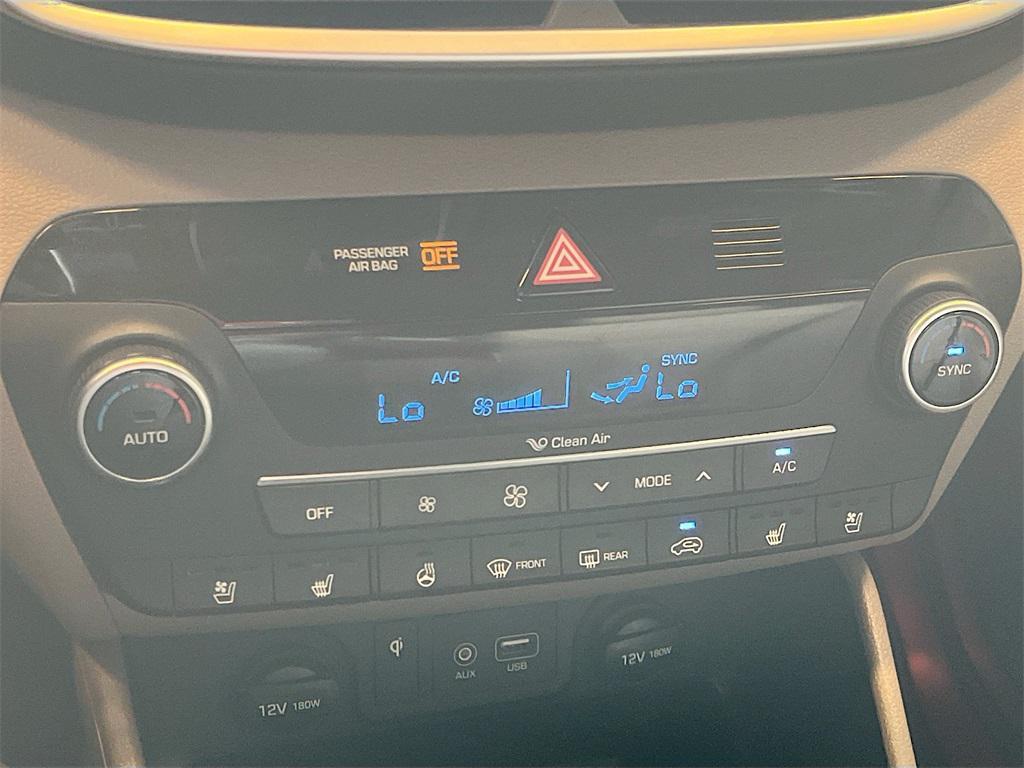 PASSENGER
AIR BAG
OFF
A/C
SYNC
Lo
Lo
SYNC
AUTO
Clean Air
OFF
MODE
A/C
FRONT
REAR
AUX
USB
12V 180W
12V 180W